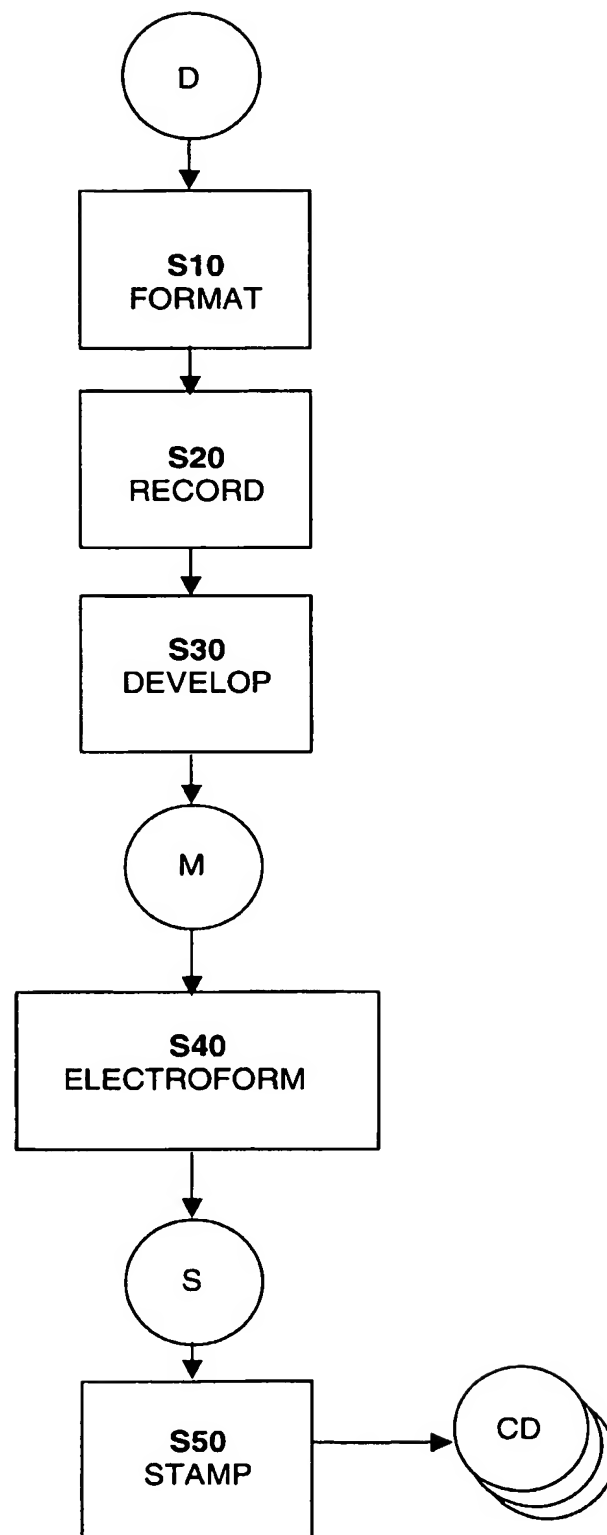 D
S10
FORMAT
S20
RECORD
S30
DEVELOP
M
S40
ELECTROFORM
S
S50
STAMP
CD